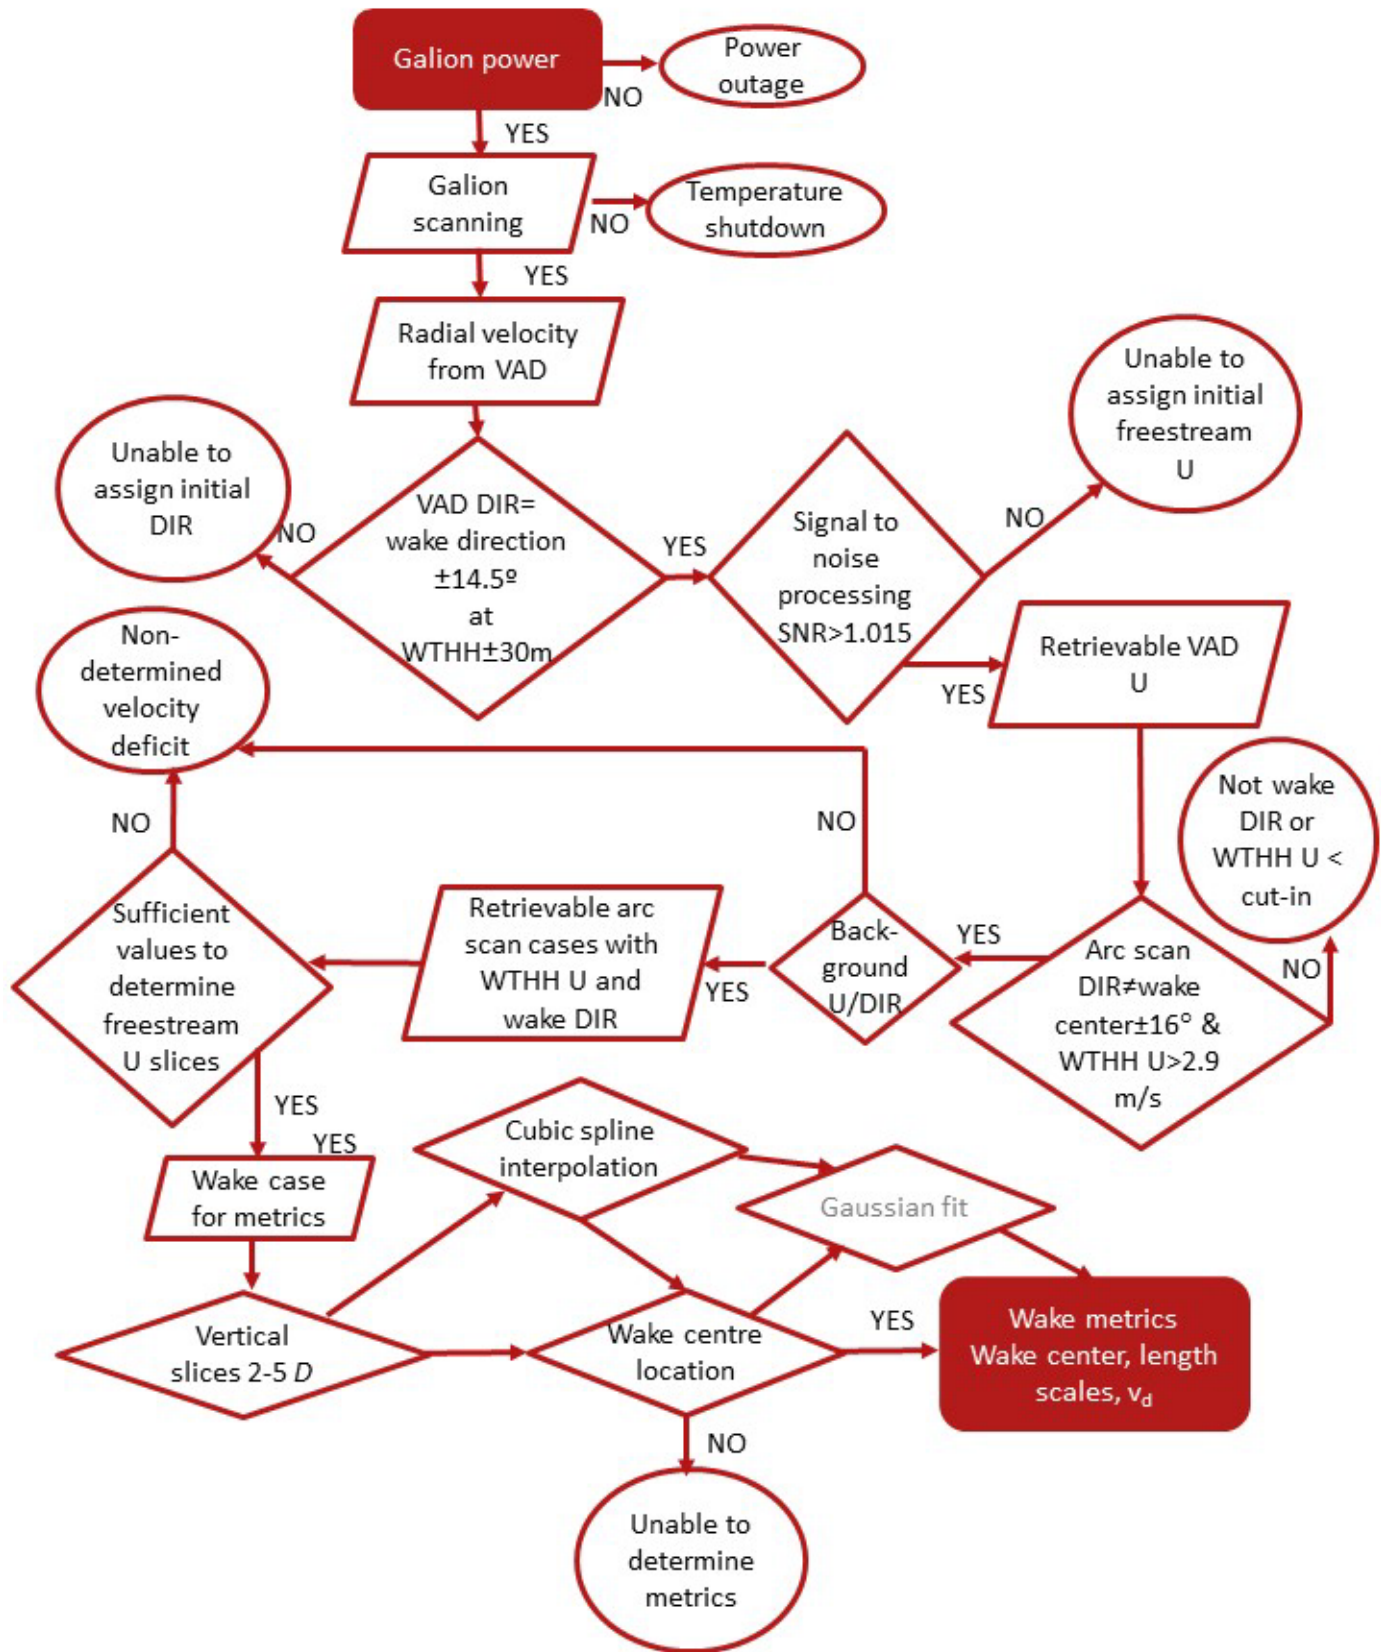 Galion power
Power
outage
NO
YES
Galion
scanning
Temperature
shutdown
NO
YES
Radial velocity
from VAD
Unable to
assign initial
freestream
U
Unable to
assign initial
DIR
NO
VAD DIR=
wake direction
±14.5º
at
WTHH±30m
YES
Signal to
noise
processing
SNR>1.015
NO
YES
Retrievable VAD
U
Non-
determined
velocity
deficit
NO
NO
Not wake
DIR or
WTHH U <
cut-in
NO
Arc scan
DIR≠wake
center±16° &
WTHH U>2.9
m/s
YES
Back-
ground
U/DIR
YES
Retrievable arc
scan cases with
WTHH U and
wake DIR
Sufficient
values to
determine
freestream
U slices
YES
YES
Wake case
for metrics
Cubic spline
interpolation
Gaussian fit
Vertical
slices 2-5 D
Wake centre
location
YES
Wake metrics
Wake center, length
scales, v_d
NO
Unable to
determine
metrics